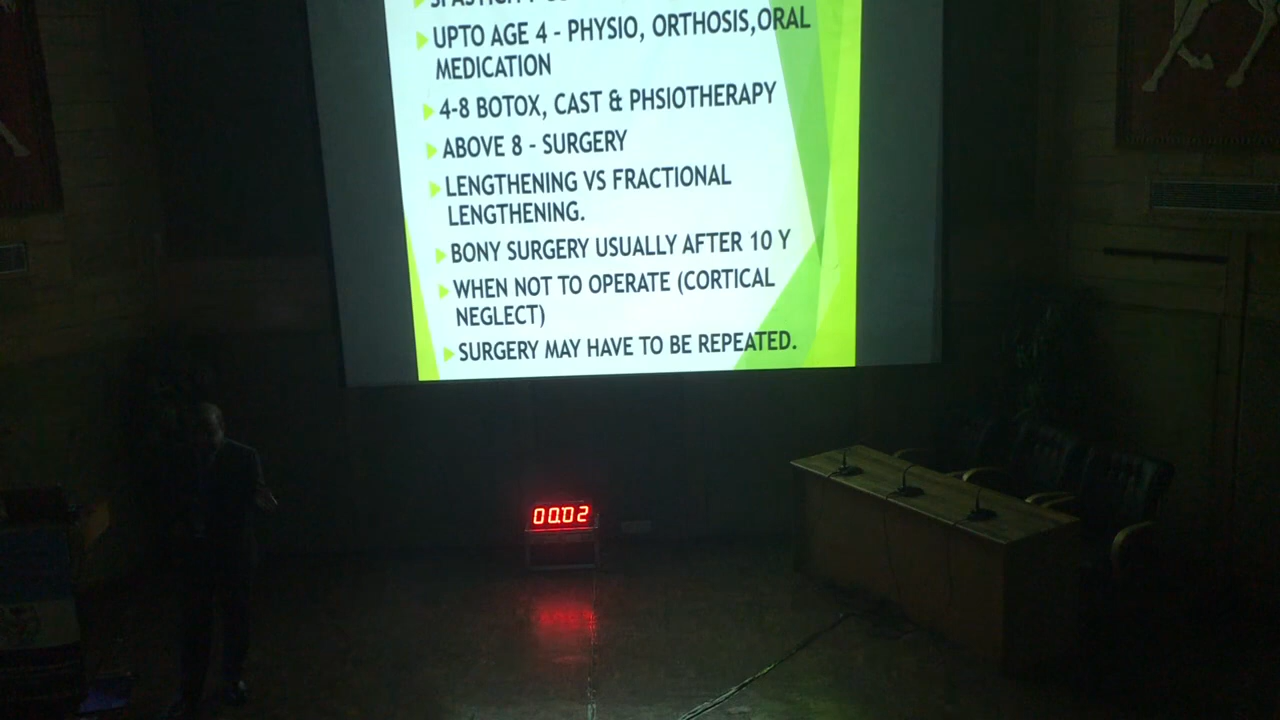 UPTO AGE 4 - PHYSIO, ORTHOSIS,ORAL
MEDICATION
4-8 BOTOX, CAST & PHSIOTHERAPY
ABOVE 8 - SURGERY
LENGTHENING VS FRACTIONAL
LENGTHENING.
BONY SURGERY USUALLY AFTER 10 Y
WHEN NOT TO OPERATE (CORTICAL
NEGLECT)
SURGERY MAY HAVE TO BE REPEATED.
00:02